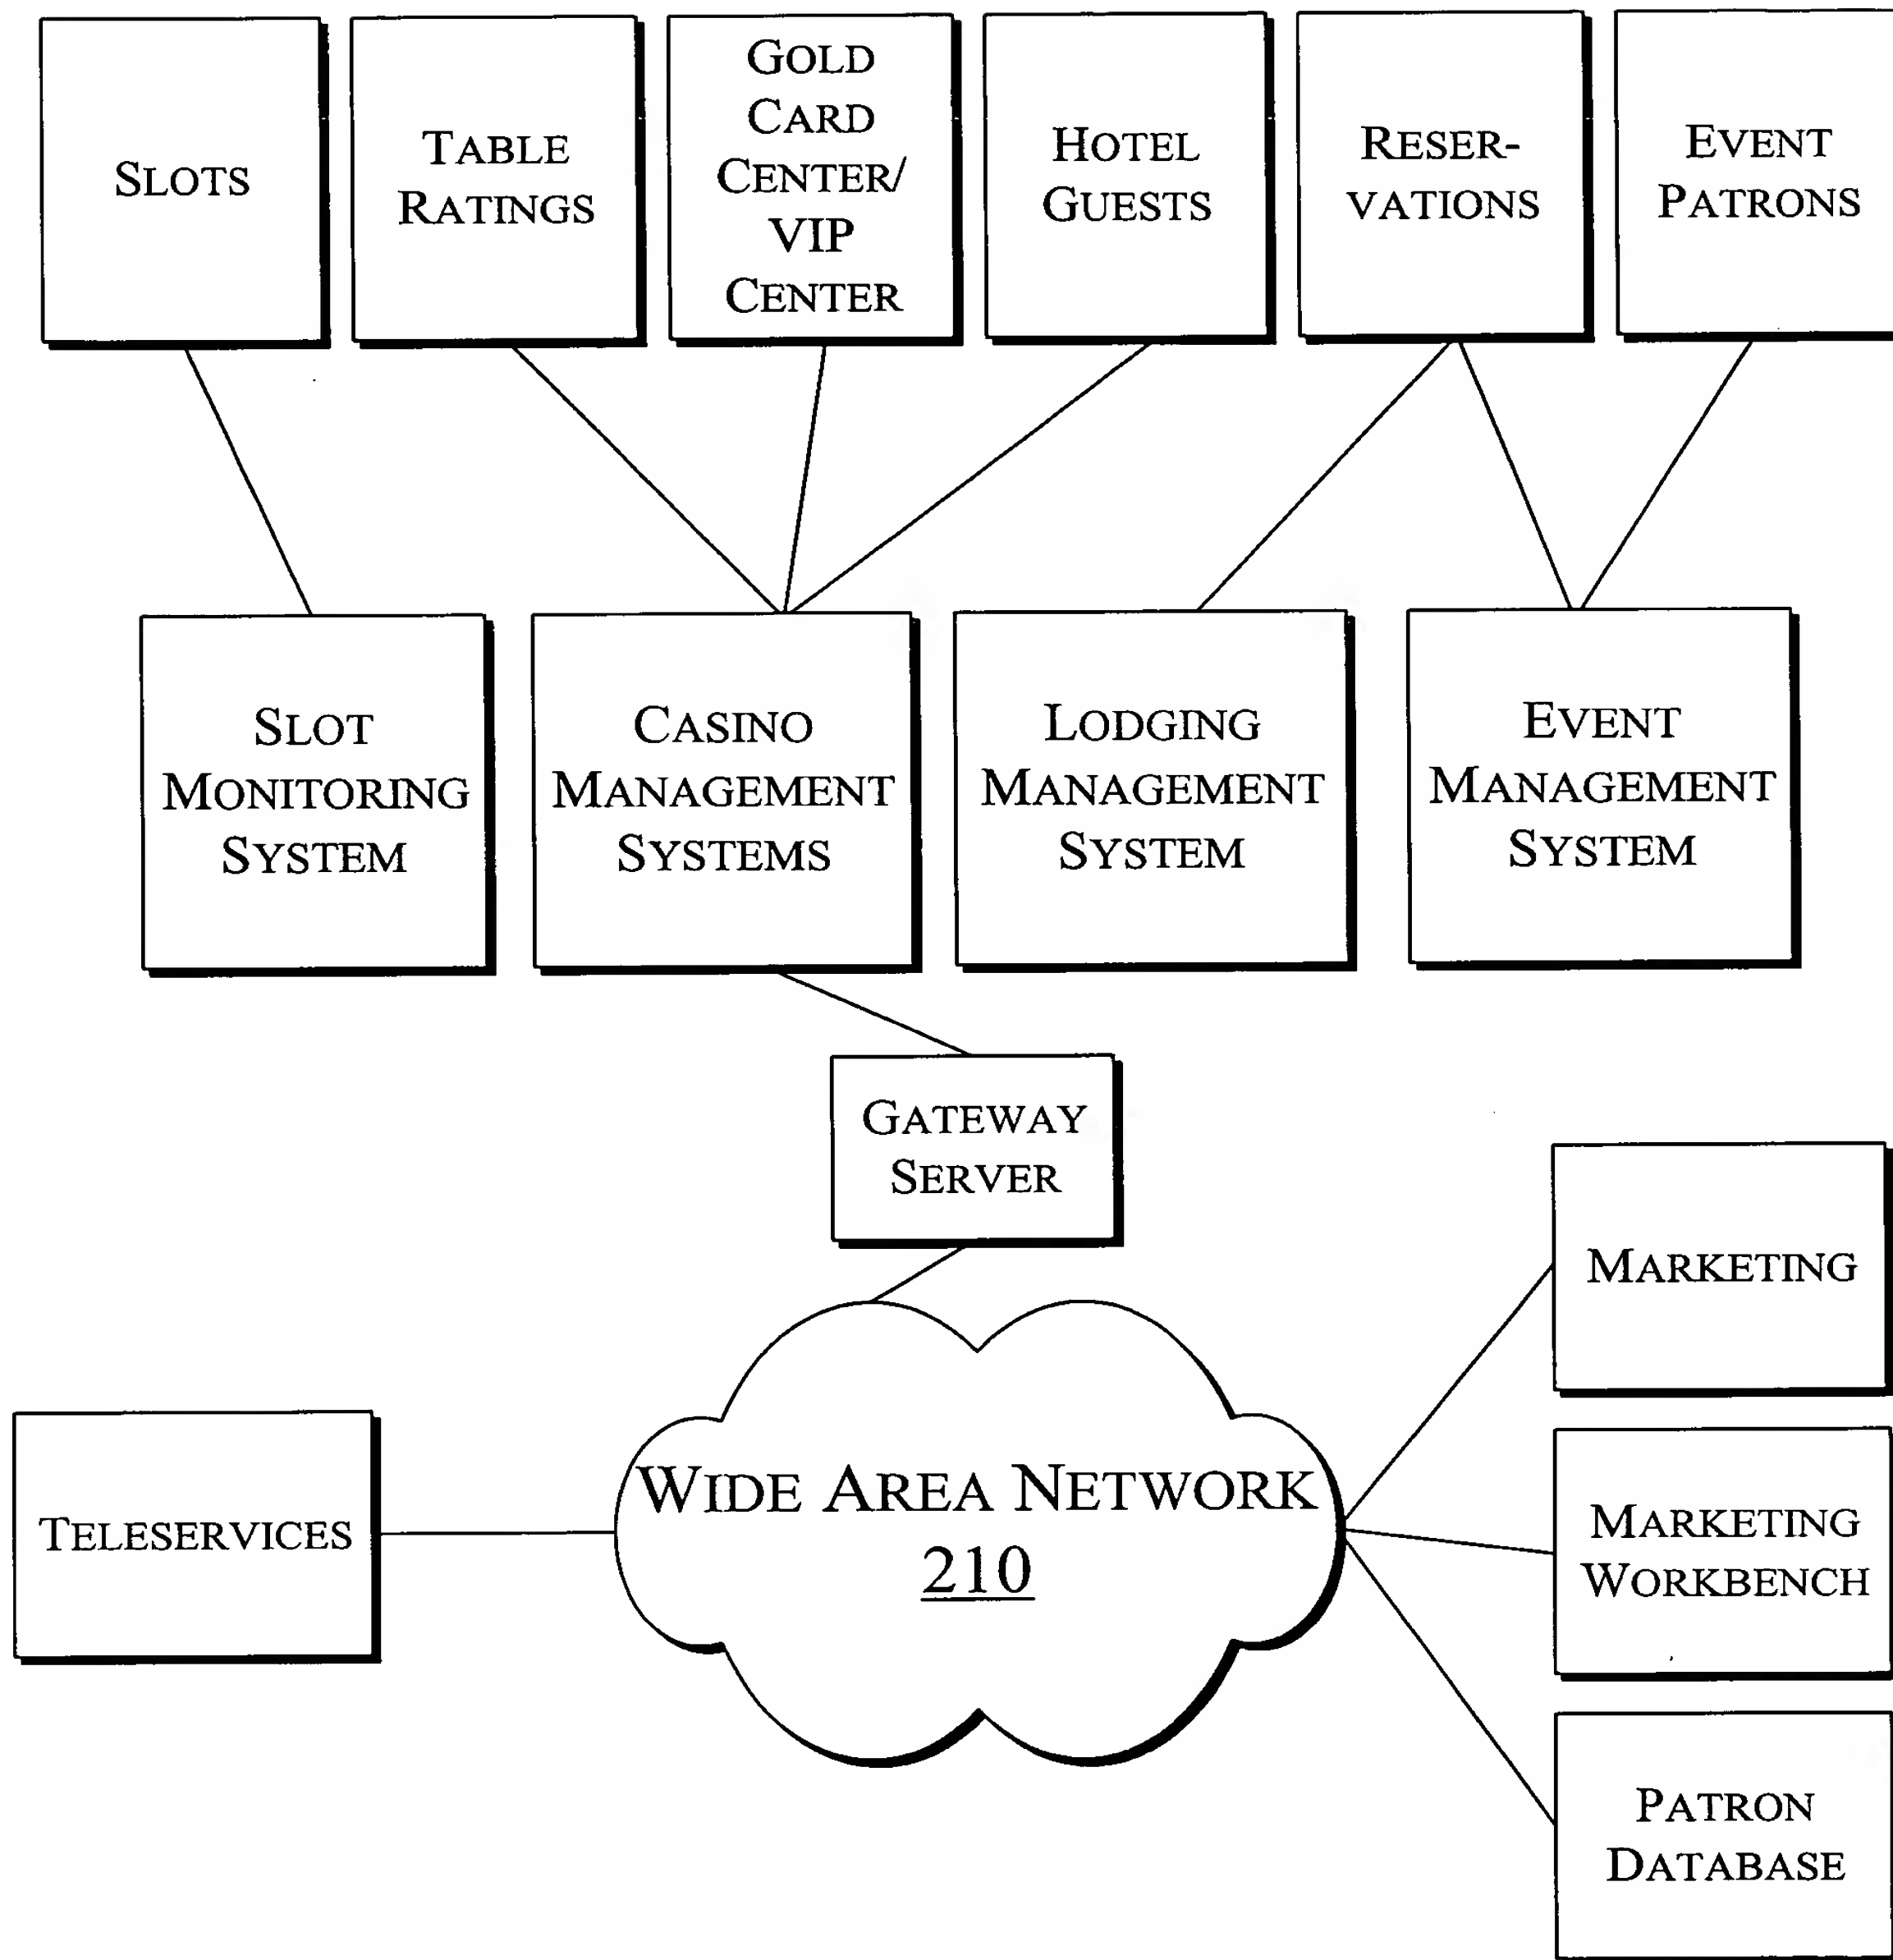 SLOTS
TABLE
RATINGS
GOLD
CARD
CENTER/
VIP
CENTER
HOTEL
GUESTS
RESER-
VATIONS
EVENT
PATRONS
SLOT
MONITORING
SYSTEM
CASINO
MANAGEMENT
SYSTEMS
LODGING
MANAGEMENT
SYSTEM
EVENT
MANAGEMENT
SYSTEM
GATEWAY
SERVER
MARKETING
TELESERVICES
WIDE AREA NETWORK
210
MARKETING
WORKBENCH
PATRON
DATABASE